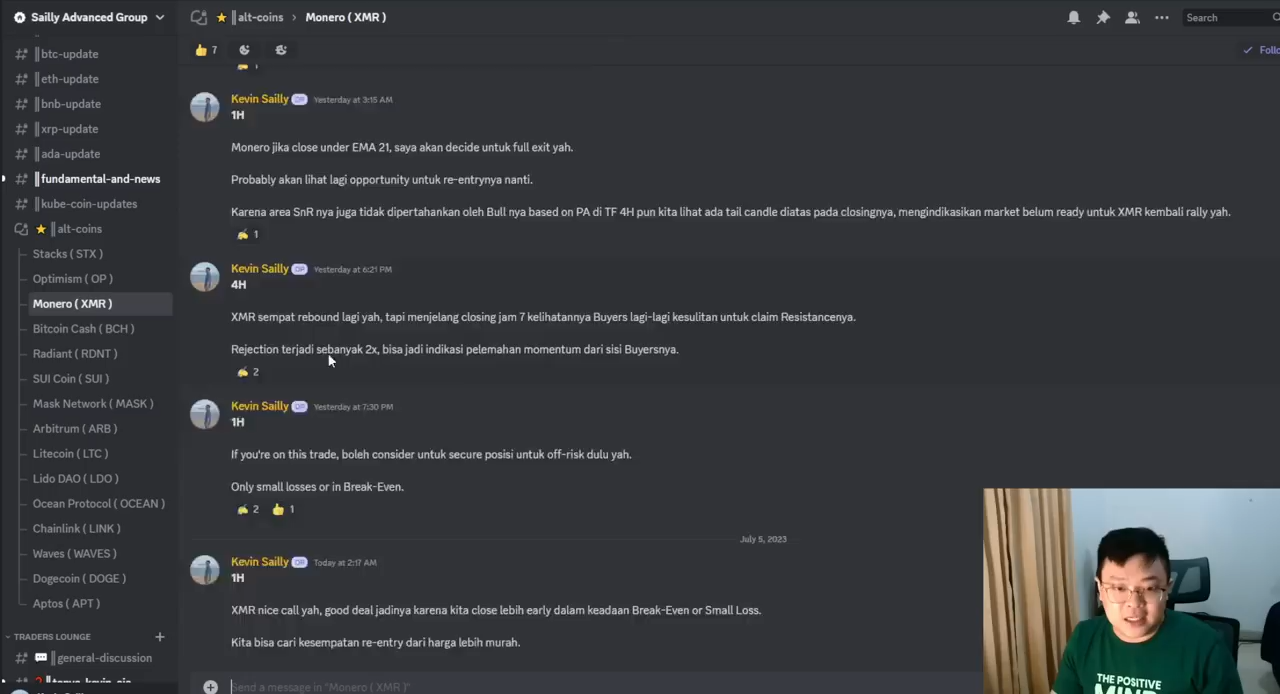 Sailly Advanced Group
btc-update
eth-update
bnb-update
xrp-update
ada-update
fundamental-and-news
kube-coin-updates
alt-coins
Stacks ( STX )
Optimism ( OP )
Monero ( XMR )
Bitcoin Cash ( BCH )
Radiant ( RDNT )
SUI Coin ( SUI )
Mask Network ( MASK )
Arbitrum ( ARB )
Litecoin ( LTC )
Lido DAO ( LDO )
Ocean Protocol ( OCEAN )
Chainlink ( LINK )
Waves ( WAVES )
Dogecoin ( DOGE )
Aptos ( APT )
TRADERS LOUNGE
general-discussion
alt-coins > Monero ( XMR )
Search
7
Follo
Kevin Sailly OP Yesterday at 3:15 AM
1H
Monero jika close under EMA 21, saya akan decide untuk full exit yah.
Probably akan lihat lagi opportunity untuk re-entrynya nanti.
Karena area SnR nya juga tidak dipertahankan oleh Bull nya based on PA di TF 4H pun kita lihat ada tail candle diatas pada closingnya, mengindikasikan market belum ready untuk XMR kembali rally yah.
1
Kevin Sailly OP Yesterday at 6:21 PM
4H
XMR sempat rebound lagi yah, tapi menjelang closing jam 7 kelihatannya Buyers lagi-lagi kesulitan untuk claim Resistancenya.
Rejection terjadi sebanyak 2x, bisa jadi indikasi pelemahan momentum dari sisi Buyersnya.
2
Kevin Sailly OP Yesterday at 7:30 PM
1H
If you're on this trade, boleh consider untuk secure posisi untuk off-risk dulu yah.
Only small losses or in Break-Even.
2 1
July 5, 2023
Kevin Sailly OP Today at 2:17 AM
1H
XMR nice call yah, good deal jadinya karena kita close lebih early dalam keadaan Break-Even or Small Loss.
Kita bisa cari kesempatan re-entry dari harga lebih murah.
Send a message in "Monero ( XMR )"
THE POSITIVE